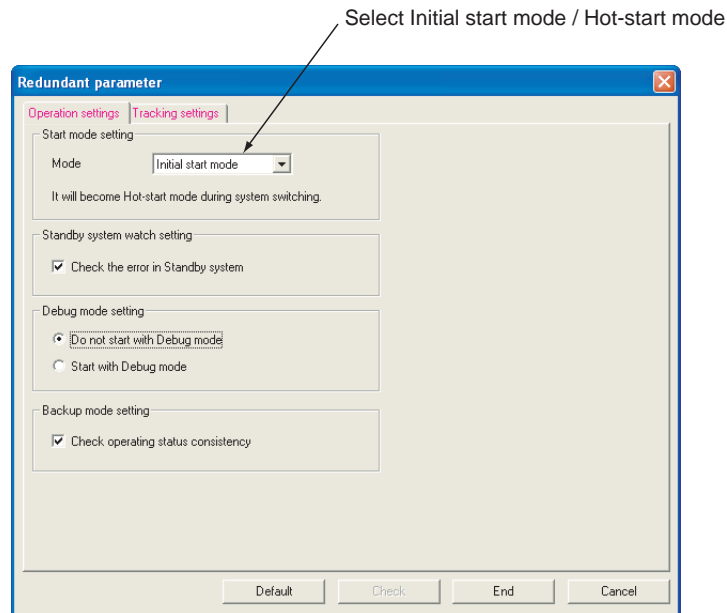 Select Initial start mode / Hot-start mode
Redundant parameter
Operation settings Tracking settings
Start mode setting
Mode Initial start mode
It will become Hot-start mode during system switching.
Standby system watch setting
Check the error in Standby system
Debug mode setting
Do not start with Debug mode
Start with Debug mode
Backup mode setting
Check operating status consistency
Default Check End Cancel